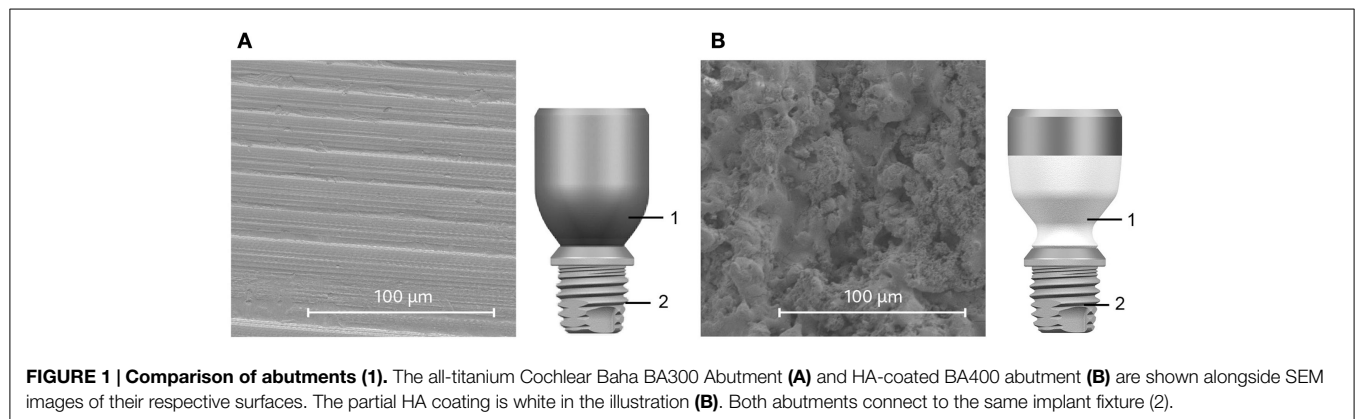 A
B
100 μm
1
2
100 μm
1
2
FIGURE 1 | Comparison of abutments (1). The all-titanium Cochlear Baha BA300 Abutment (A) and HA-coated BA400 abutment (B) are shown alongside SEM
images of their respective surfaces. The partial HA coating is white in the illustration (B). Both abutments connect to the same implant fixture (2).